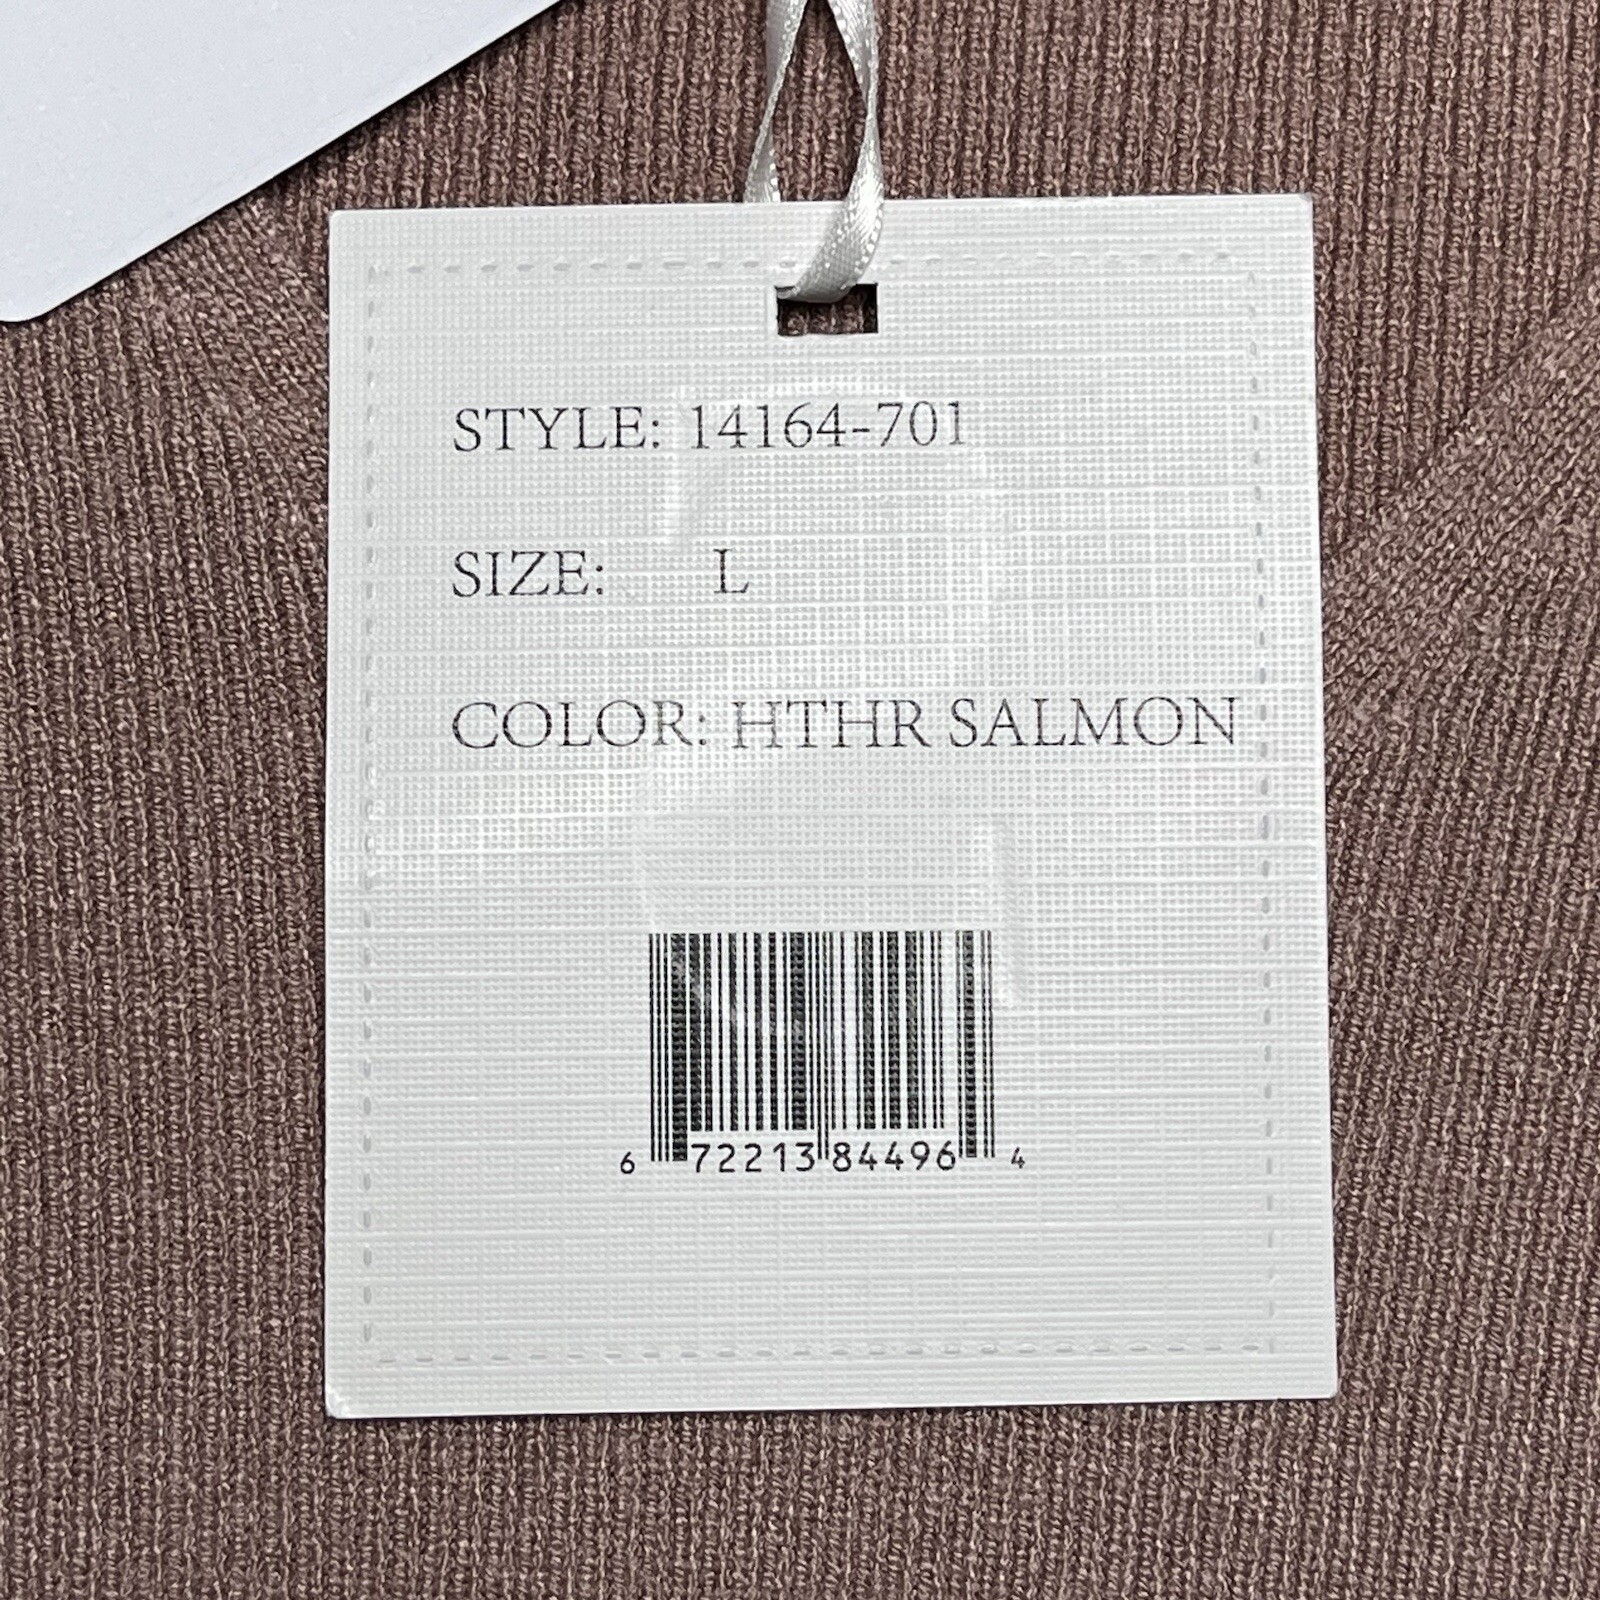 STYLE: 14164-701
SIZE: L
COLOR: HTHR SALMON
6 72213 84496 4